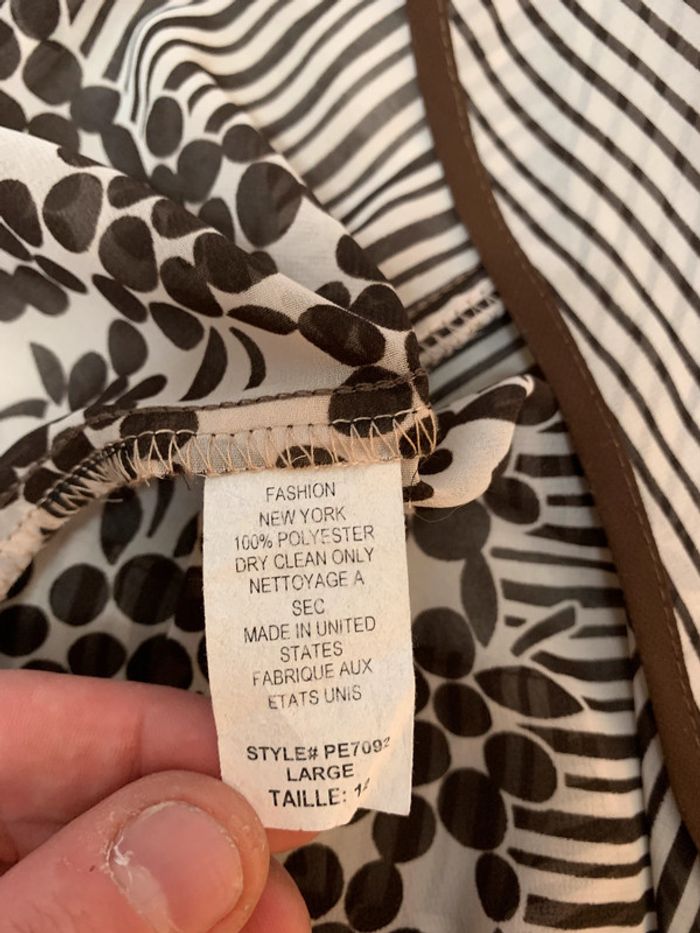 FASHION
NEW YORK
100% POLYESTER
DRY CLEAN ONLY
NETTOYAGE A
SEC
MADE IN UNITED
STATES
FABRIQUE AUX
ETATS UNIS
STYLE# PE7092
LARGE
TAILLE: